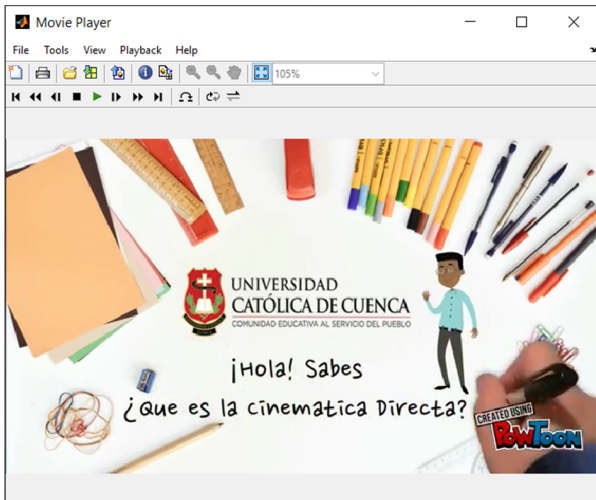 Movie Player
File Tools View Playback Help
105%
UNIVERSIDAD
CATÓLICA DE CUENCA
COMUNIDAD EDUCATIVA AL SERVICIO DEL PUEBLO
¡Hola! Sabes
¿Que es la cinematica Directa?
CREATED USING
POWTOON